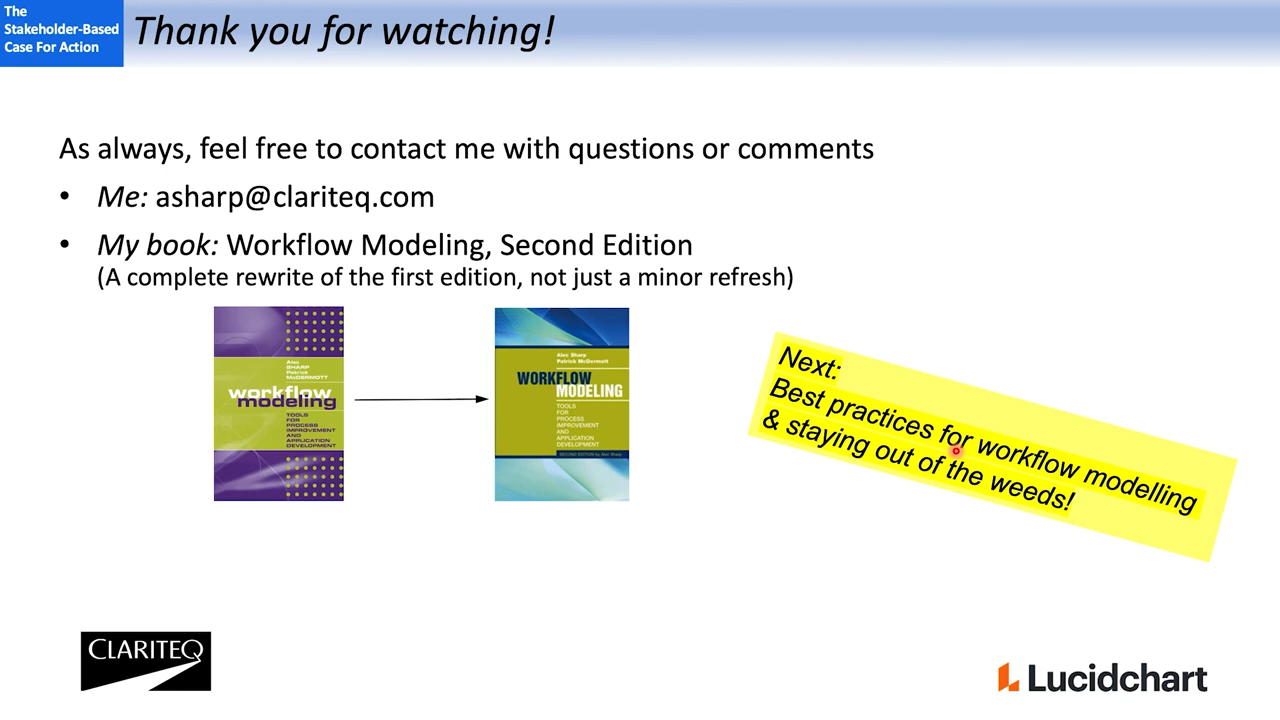 The
Stakeholder-Based
Case For Action
Thank you for watching!
As always, feel free to contact me with questions or comments
• Me: asharp@clariteq.com
• My book: Workflow Modeling, Second Edition
(A complete rewrite of the first edition, not just a minor refresh)
Alec
SHARP
Patrick
McDERMOTT
workflow
modeling
TOOLS
FOR
PROCESS
IMPROVEMENT
AND
APPLICATION
DEVELOPMENT
Alec Sharp
Patrick McDermott
WORKFLOW
MODELING
TOOLS
FOR
PROCESS
IMPROVEMENT
AND
APPLICATION
DEVELOPMENT
SECOND EDITION by Alec Sharp
Next:
Best practices for workflow modelling
& staying out of the weeds!
CLARITEQ
Lucidchart